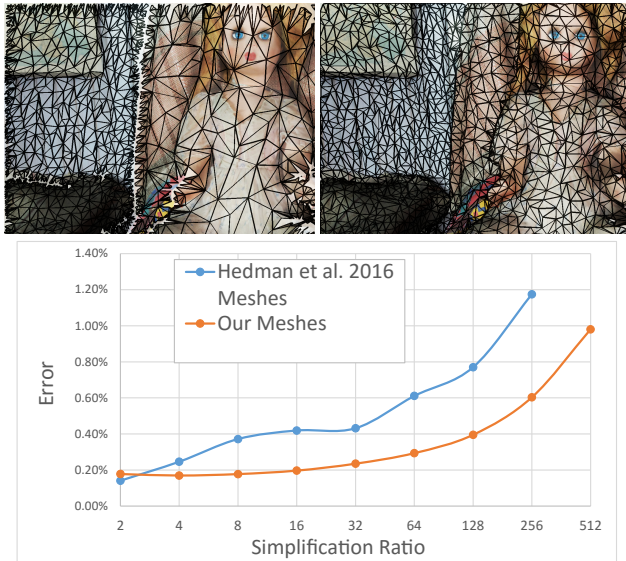 1.40%
1.20%
1.00%
0.80%
0.60%
0.40%
0.20%
0.00%
Error
Hedman et al. 2016
Meshes
Our Meshes
2 4 8 16 32 64 128 256 512
Simplification Ratio